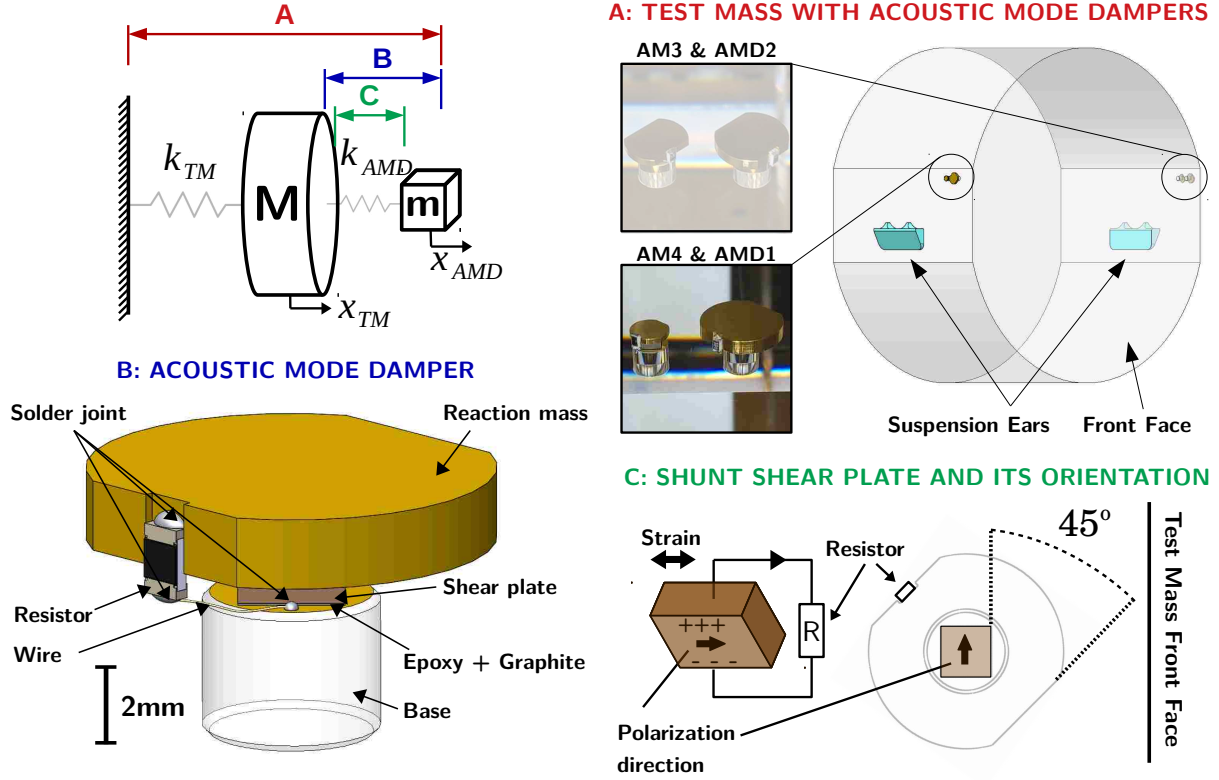 A
B
C
k_TM
k_AMD
M
m
x_AMD
x_TM
A: TEST MASS WITH ACOUSTIC MODE DAMPERS
AM3 & AMD2
AM4 & AMD1
Suspension Ears
Front Face
B: ACOUSTIC MODE DAMPER
Solder joint
Reaction mass
Shear plate
Resistor
Wire
Epoxy + Graphite
Base
2mm
C: SHUNT SHEAR PLATE AND ITS ORIENTATION
Strain
Resistor
45º
+++
- - -
R
Polarization
direction
Test Mass Front Face